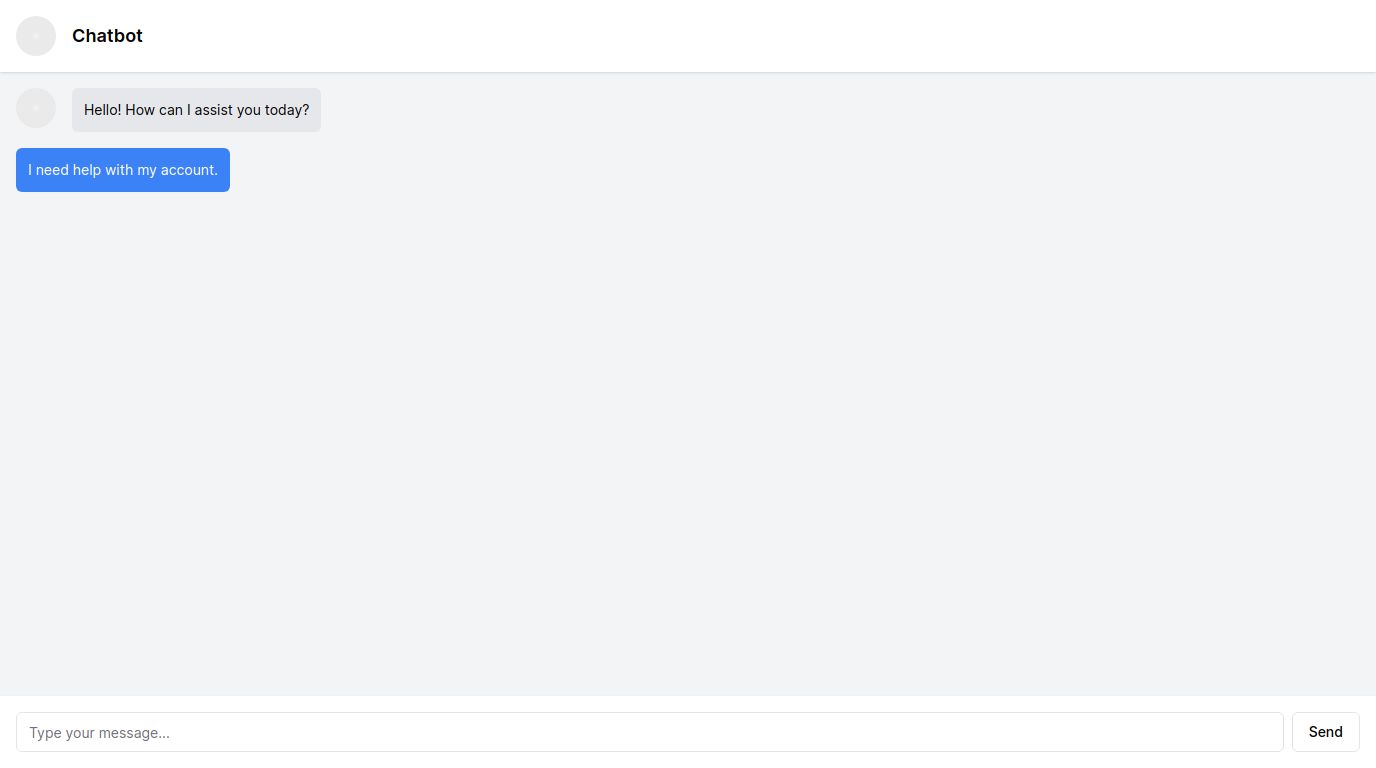 Chatbot
Hello! How can I assist you today?
I need help with my account.
Type your message...
Send